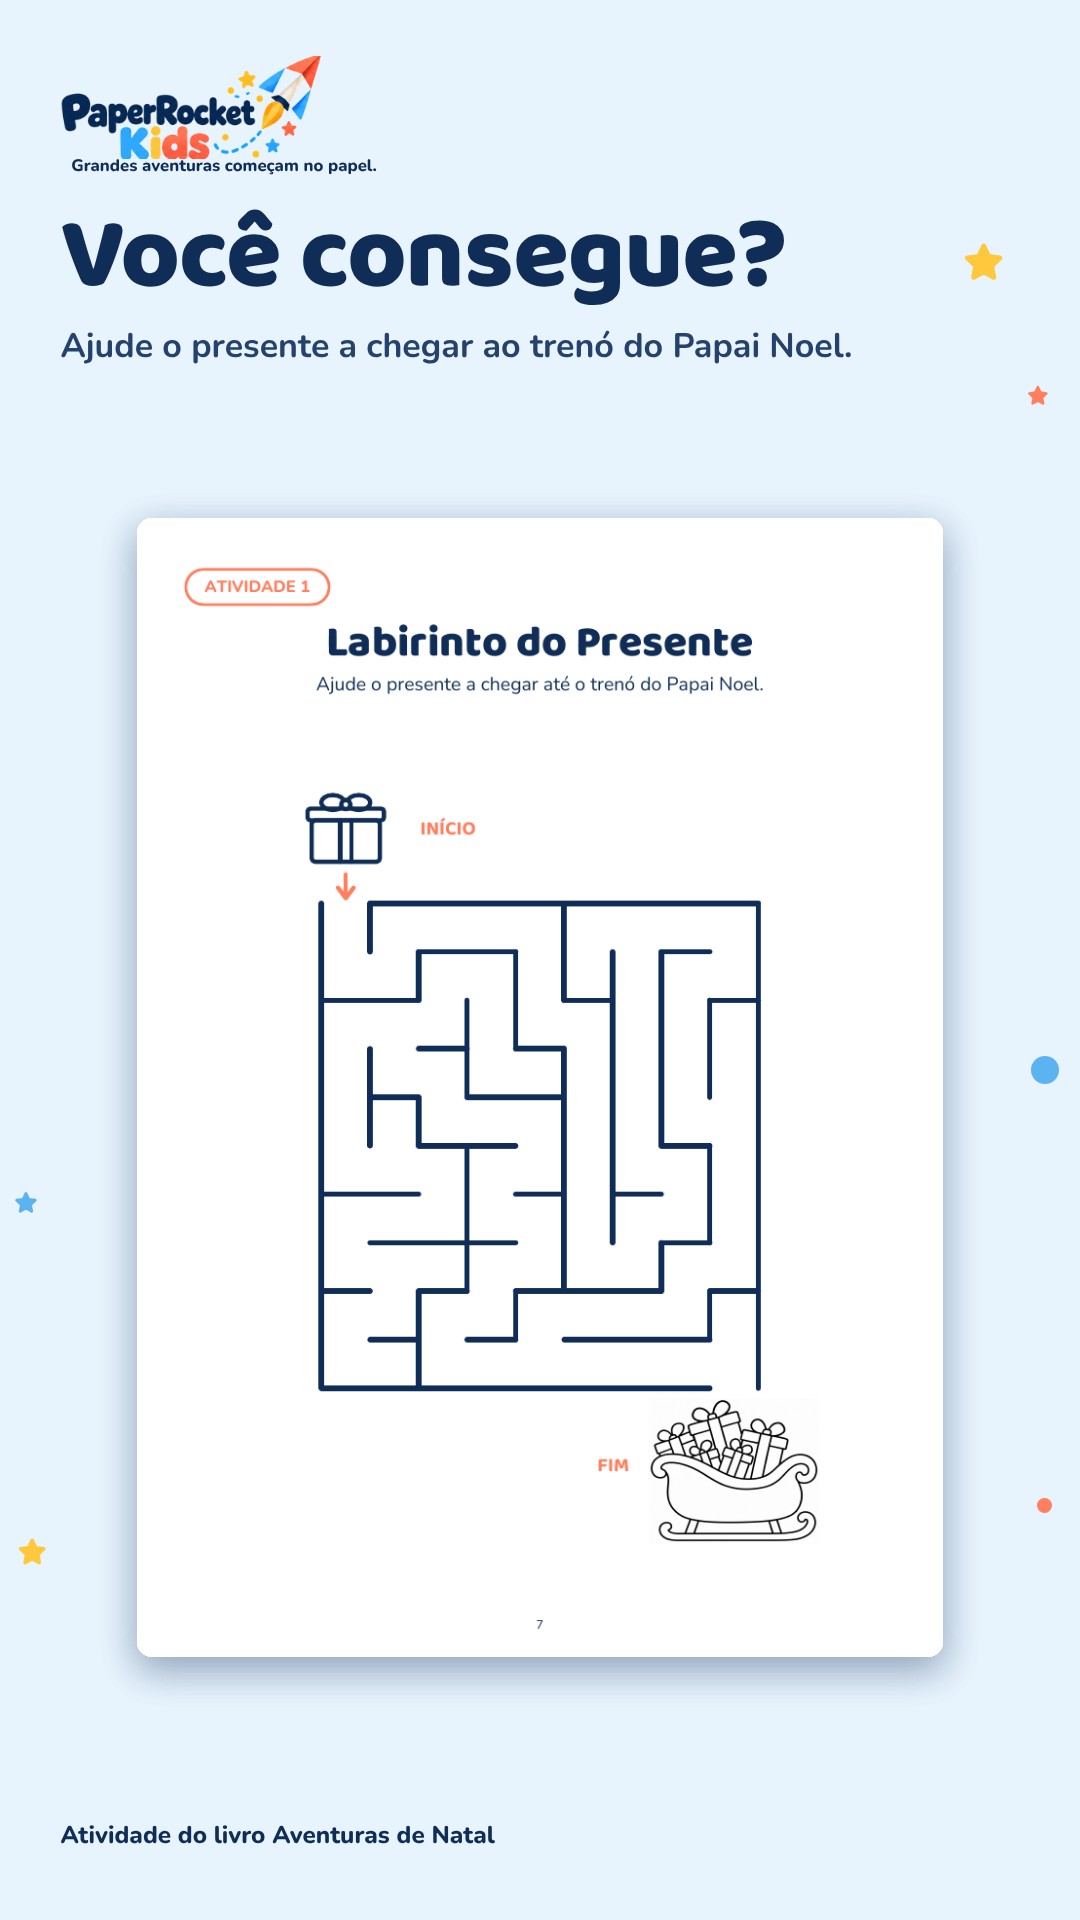 PaperRocket
Kids
Grandes aventuras começam no papel.
Você consegue?
Ajude o presente a chegar ao trenó do Papai Noel.
ATIVIDADE 1
Labirinto do Presente
Ajude o presente a chegar até o trenó do Papai Noel.
INÍCIO
FIM
7
Atividade do livro Aventuras de Natal